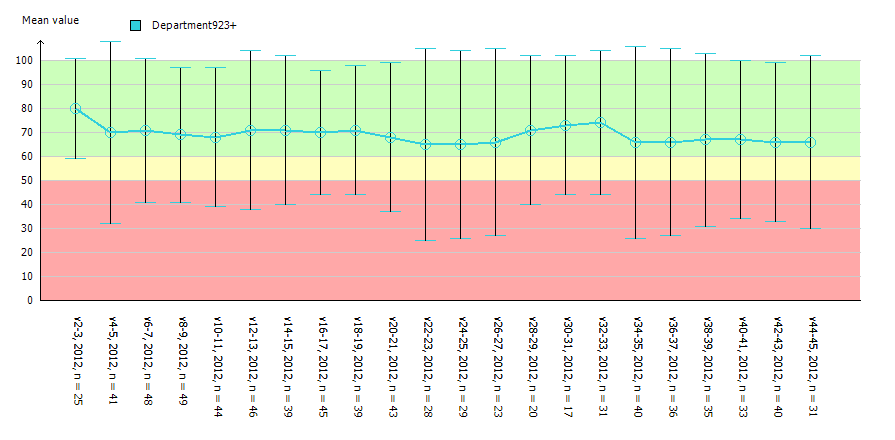 Mean value
Department923+
100
90
80
70
60
50
40
30
20
10
0
v2-3, 2012, n = 25
v4-5, 2012, n = 41
v6-7, 2012, n = 48
v8-9, 2012, n = 49
v10-11, 2012, n = 44
v12-13, 2012, n = 46
v14-15, 2012, n = 39
v16-17, 2012, n = 45
v18-19, 2012, n = 39
v20-21, 2012, n = 43
v22-23, 2012, n = 28
v24-25, 2012, n = 29
v26-27, 2012, n = 23
v28-29, 2012, n = 20
v30-31, 2012, n = 17
v32-33, 2012, n = 31
v34-35, 2012, n = 40
v36-37, 2012, n = 35
v38-39, 2012, n = 35
v40-41, 2012, n = 33
v42-43, 2012, n = 40
v44-45, 2012, n = 31